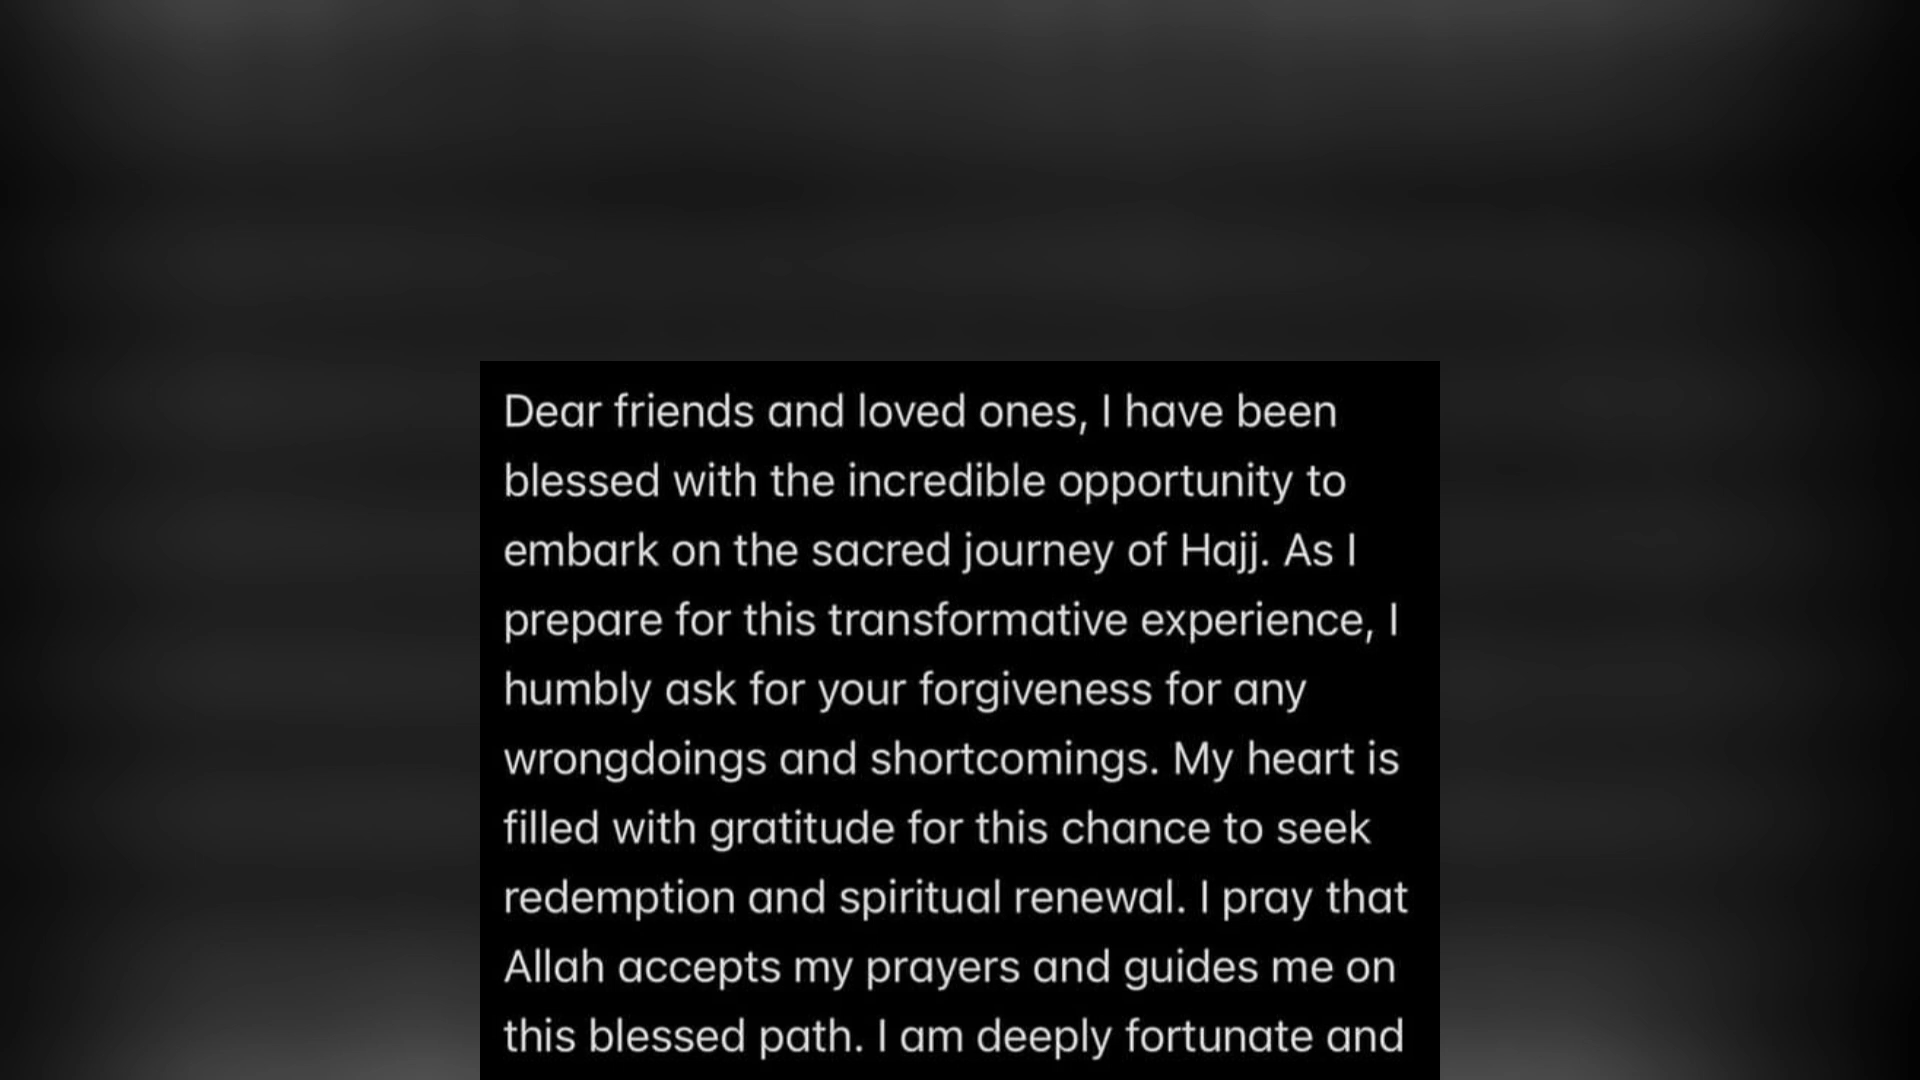 Dear friends and loved ones, I have been
blessed with the incredible opportunity to
embark on the sacred journey of Hajj. As I
prepare for this transformative experience, I
humbly ask for your forgiveness for any
wrongdoings and shortcomings. My heart is
filled with gratitude for this chance to seek
redemption and spiritual renewal. I pray that
Allah accepts my prayers and guides me on
this blessed path. I am deeply fortunate and